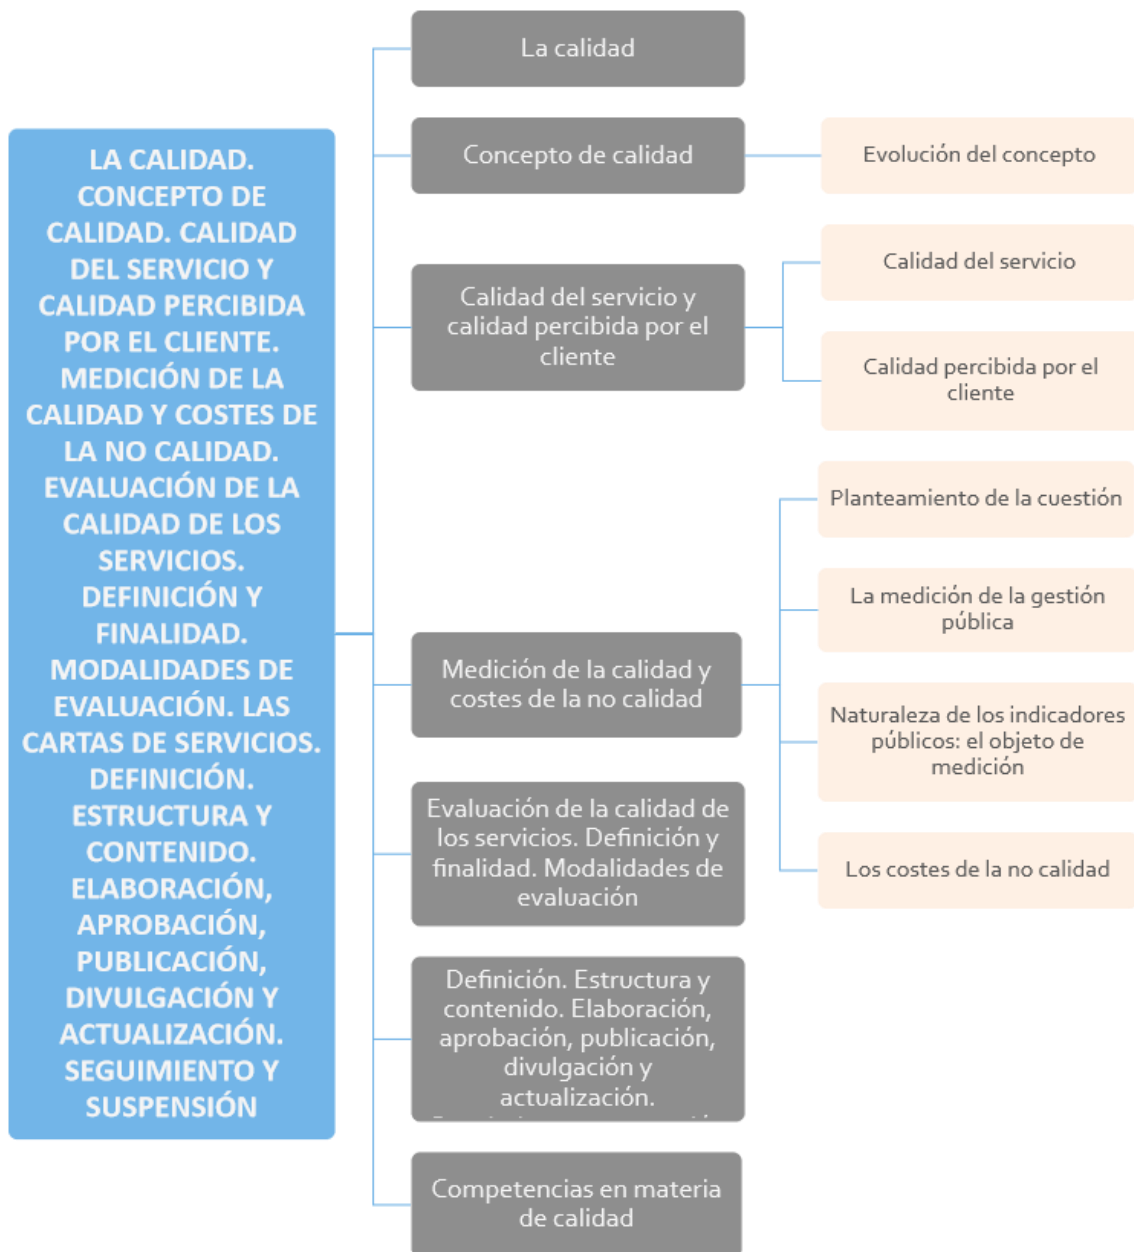 LA CALIDAD.
CONCEPTO DE
CALIDAD. CALIDAD
DEL SERVICIO Y
CALIDAD PERCIBIDA
POR EL CLIENTE.
MEDICIÓN DE LA
CALIDAD Y COSTES DE
LA NO CALIDAD.
EVALUACIÓN DE LA
CALIDAD DE LOS
SERVICIOS.
DEFINICIÓN Y
FINALIDAD.
MODALIDADES DE
EVALUACIÓN. LAS
CARTAS DE SERVICIOS.
DEFINICIÓN.
ESTRUCTURA Y
CONTENIDO.
ELABORACIÓN,
APROBACIÓN,
PUBLICACIÓN,
DIVULGACIÓN Y
ACTUALIZACIÓN.
SEGUIMIENTO Y
SUSPENSIÓN
La calidad
Concepto de calidad
Evolución del concepto
Calidad del servicio y
calidad percibida por el
cliente
Calidad del servicio
Calidad percibida por el
cliente
Medición de la calidad y
costes de la no calidad
Planteamiento de la cuestión
La medición de la gestión
pública
Naturaleza de los indicadores
públicos: el objeto de
medición
Los costes de la no calidad
Evaluación de la calidad de
los servicios. Definición y
finalidad. Modalidades de
evaluación
Definición. Estructura y
contenido. Elaboración,
aprobación, publicación,
divulgación y
actualización.
Competencias en materia
de calidad